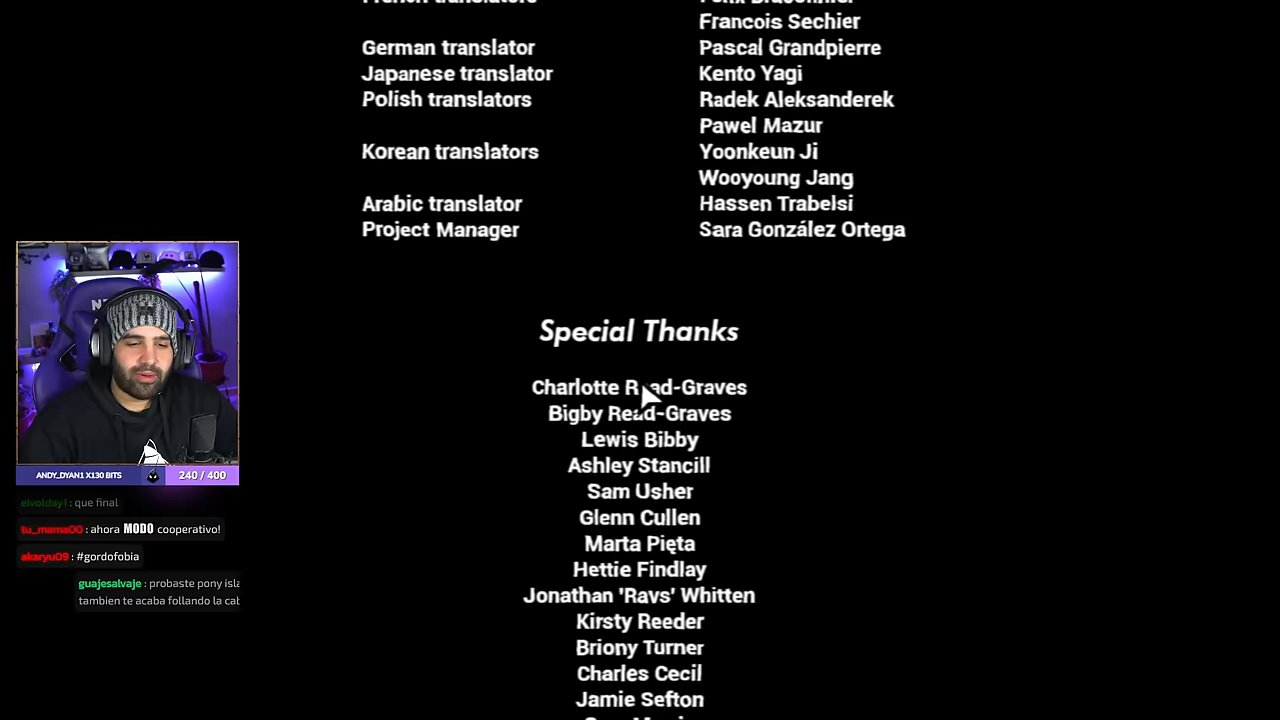 Francois Sechier
German translator Pascal Grandpierre
Japanese translator Kento Yagi
Polish translators Radek Aleksanderek
Pawel Mazur
Korean translators Yoonkeun Ji
Wooyoung Jang
Arabic translator Hassen Trabelsi
Project Manager Sara González Ortega
Special Thanks
Charlotte Read-Graves
Bigby Read-Graves
Lewis Bibby
Ashley Stancill
Sam Usher
Glenn Cullen
Marta Pięta
Hettie Findlay
Jonathan 'Ravs' Whitten
Kirsty Reeder
Briony Turner
Charles Cecil
Jamie Sefton
ANDY_DYAN1 X130 BITS 240 / 400
elvolday1 : que final
tu_mama00 : ahora MODO cooperativo!
akaryu09 : #gordofobia
guajesalvaje : probaste pony isla
tambien te acaba follando la cab